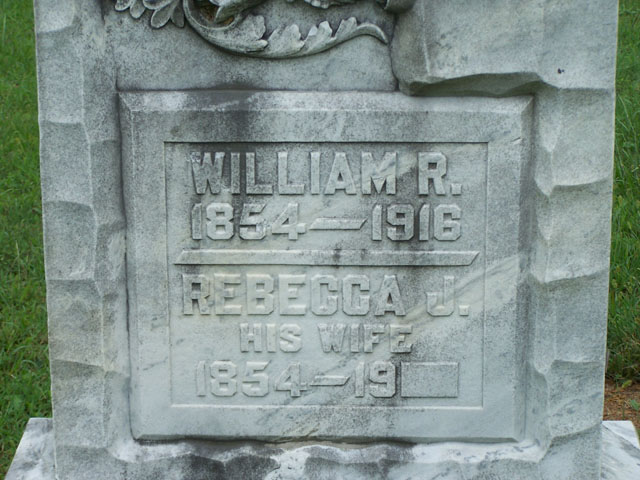 WILLIAM R.
1854—1916
REBECCA J.
HIS WIFE
1854—19